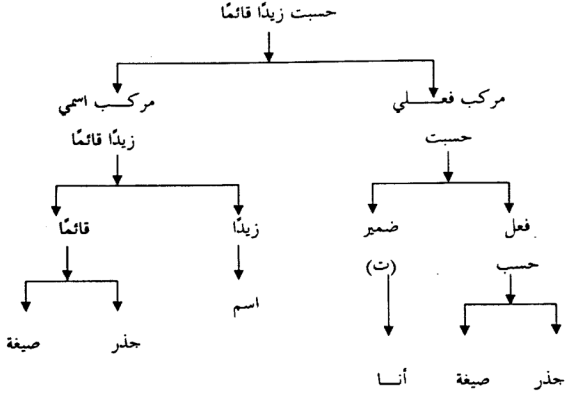 حسبت زيدًا قائمًا
مركب فعلي مركب اسمي
حسبت زيدًا قائمًا
فعل ضمير زيدًا قائمًا
حسب (ت)
اسم
جذر صيغة
جذر صيغة أنا